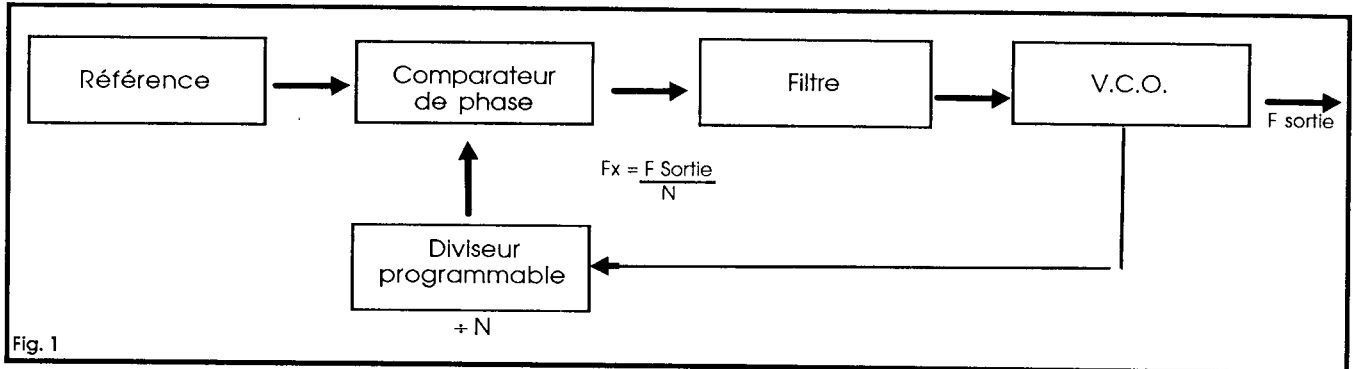 Référence
Comparateur
de phase
Filtre
V.C.O.
F sortie
Fx = F Sortie
N
Diviseur
programmable
÷ N
Fig. 1